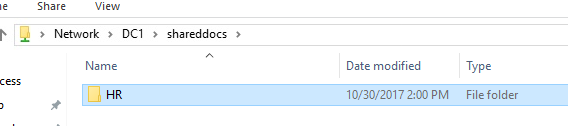 Share View
Network > DC1 > shareddocs >
Name Date modified Type
HR 10/30/2017 2:00 PM File folder